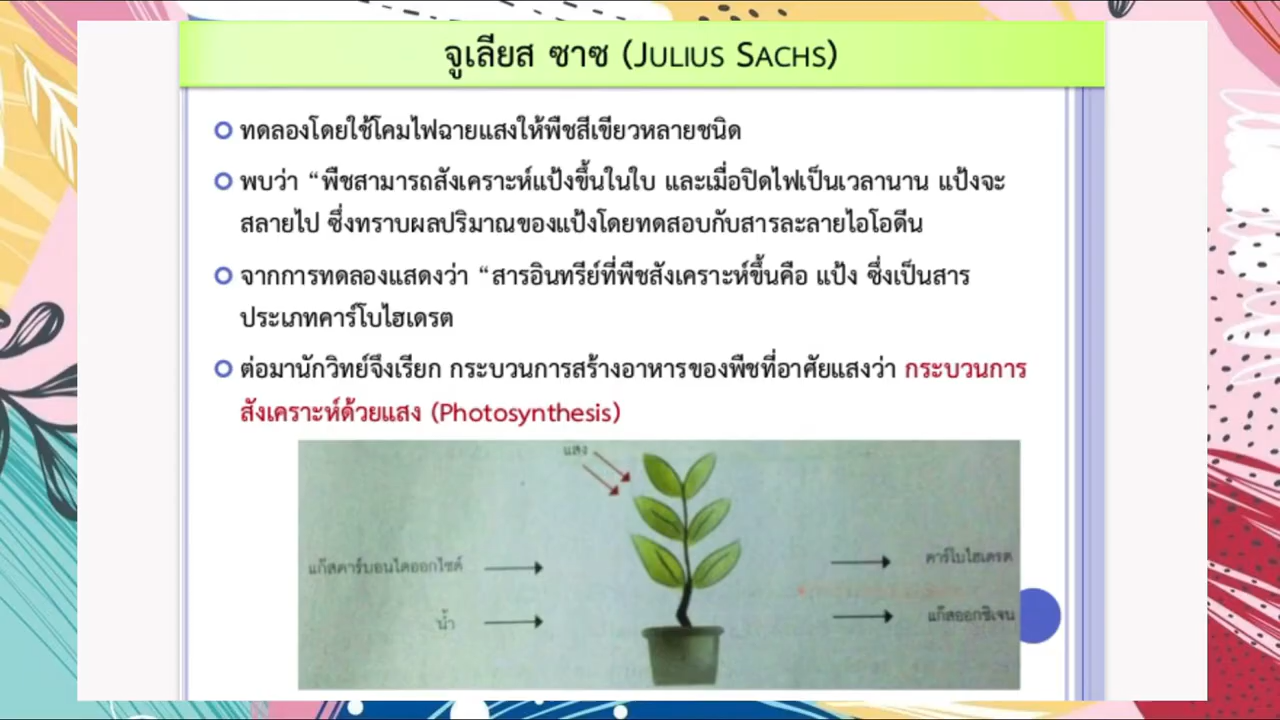 จูเลียส ซาซ (JULIUS SACHS)
ทดลองโดยใช้โคมไฟฉายแสงให้พืชสีเขียวหลายชนิด
พบว่า “พืชสามารถสังเคราะห์แป้งขึ้นในใบ และเมื่อปิดไฟเป็นเวลานาน แป้งจะ
สลายไป ซึ่งทราบผลปริมาณของแป้งโดยทดสอบกับสารละลายไอโอดีน
จากการทดลองแสดงว่า “สารอินทรีย์ที่พืชสังเคราะห์ขึ้นคือ แป้ง ซึ่งเป็นสาร
ประเภทคาร์โบไฮเดรต
ต่อมานักวิทย์จึงเรียก กระบวนการสร้างอาหารของพืชที่อาศัยแสงว่า กระบวนการ
สังเคราะห์ด้วยแสง (Photosynthesis)
แสง
แก๊สคาร์บอนไดออกไซด์
คาร์โบไฮเดรต
น้ำ
แก๊สออกซิเจน